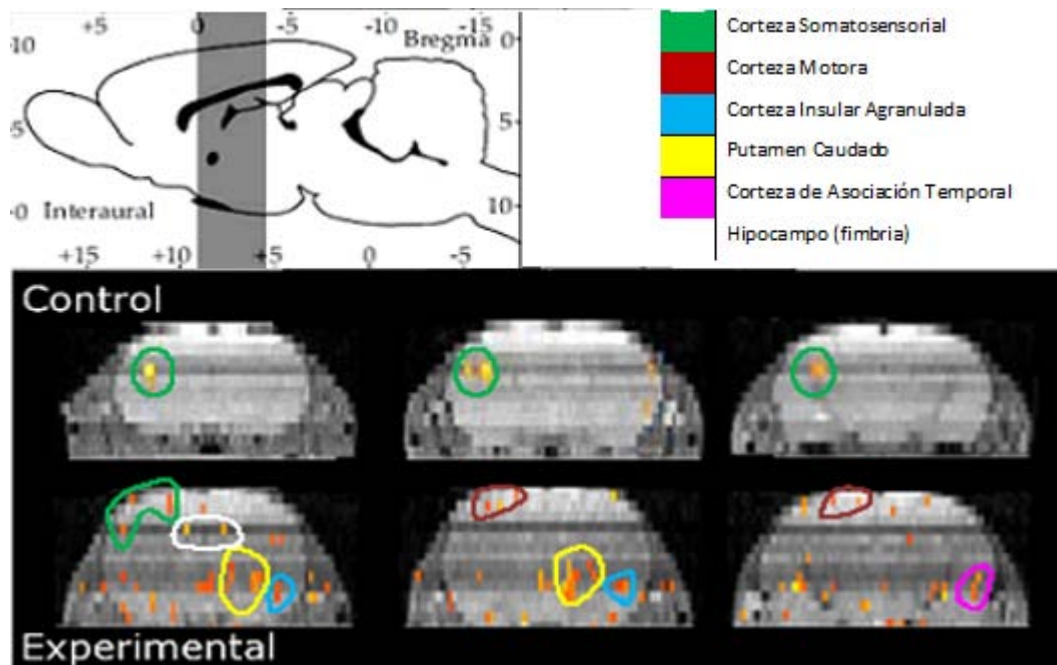 +5 0 -5 -10 -15
10 Bregma 0
5 5
0 Interaural 10
+15 +10 +5 0 -5
Corteza Somatosensorial
Corteza Motora
Corteza Insular Agranulada
Putamen Caudado
Corteza de Asociación Temporal
Hipocampo (fimbria)
Control
Experimental